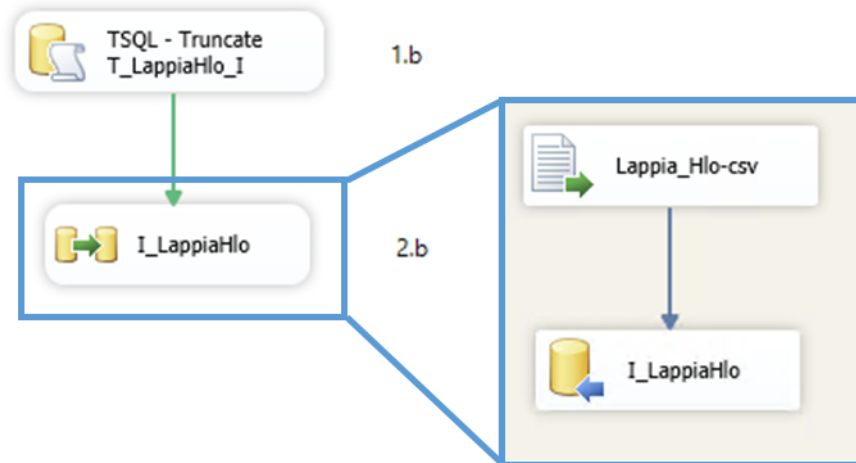 TSQL - Truncate
T_LappiaHlo_I
1.b
I_LappiaHlo
2.b
Lappia_Hlo-csv
I_LappiaHlo